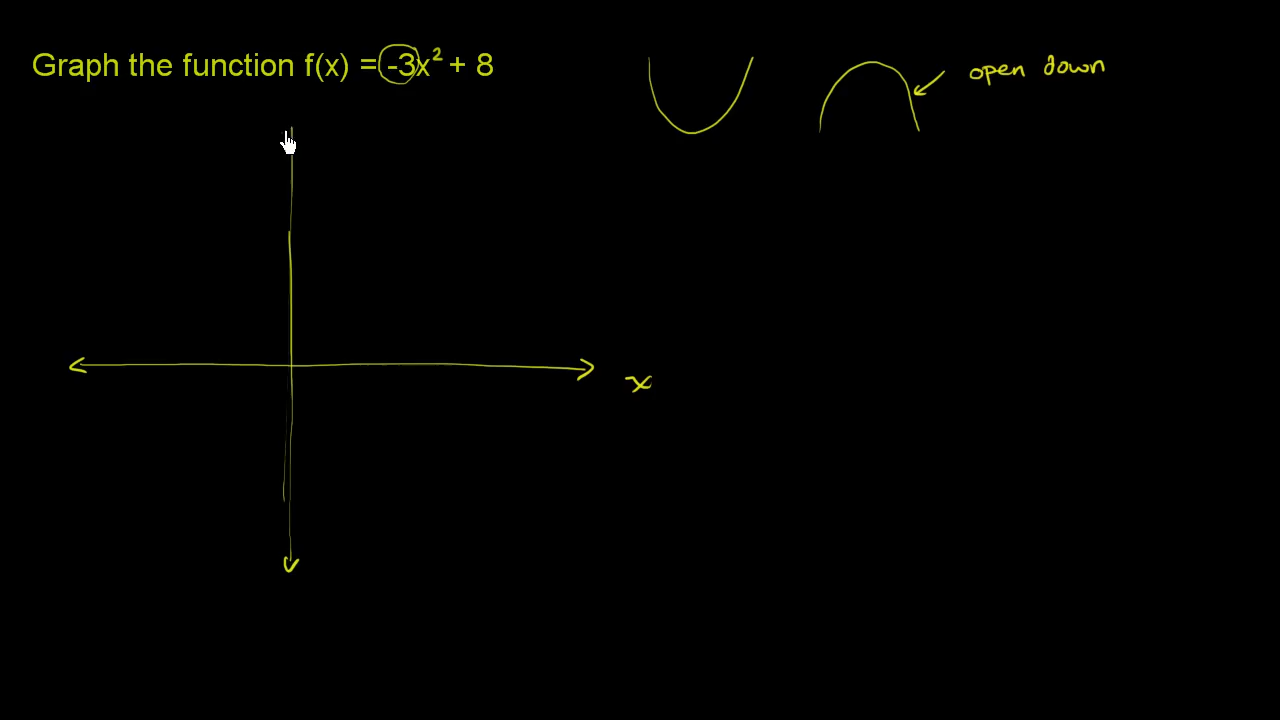 Graph the function f(x) = -3x² + 8
open down
x